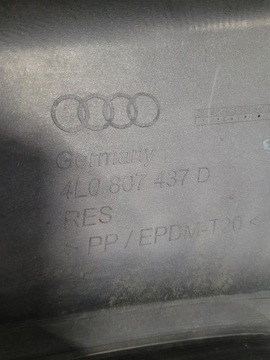 Germany
4L0 807 437 D
RES
> PP / EPDM-T20 <